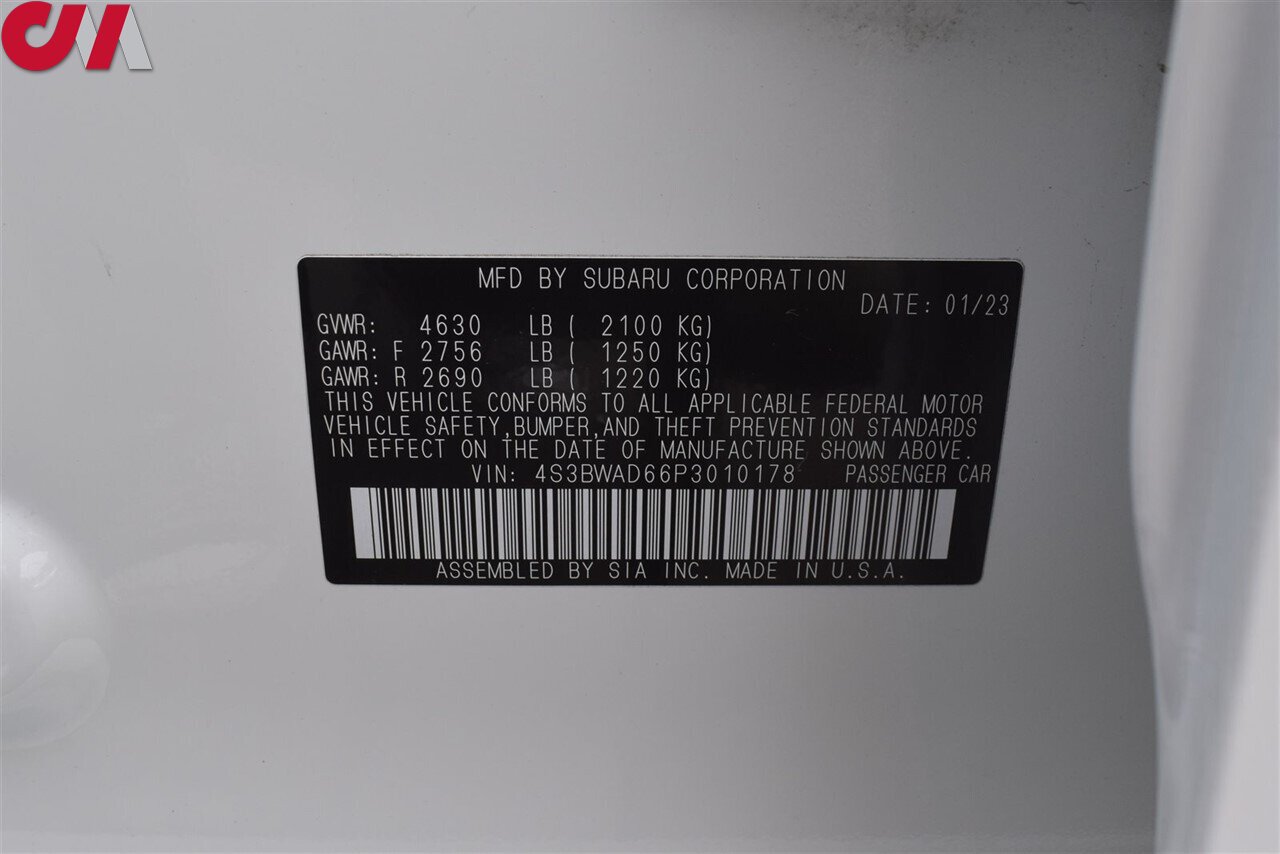 CM
MFD BY SUBARU CORPORATION
DATE: 01/23
GVWR: 4630 LB ( 2100 KG)
GAWR: F 2756 LB ( 1250 KG)
GAWR: R 2690 LB ( 1220 KG)
THIS VEHICLE CONFORMS TO ALL APPLICABLE FEDERAL MOTOR
VEHICLE SAFETY,BUMPER,AND THEFT PREVENTION STANDARDS
IN EFFECT ON THE DATE OF MANUFACTURE SHOWN ABOVE.
VIN: 4S3BWAD66P3010178 PASSENGER CAR
ASSEMBLED BY SIA INC. MADE IN U.S.A.